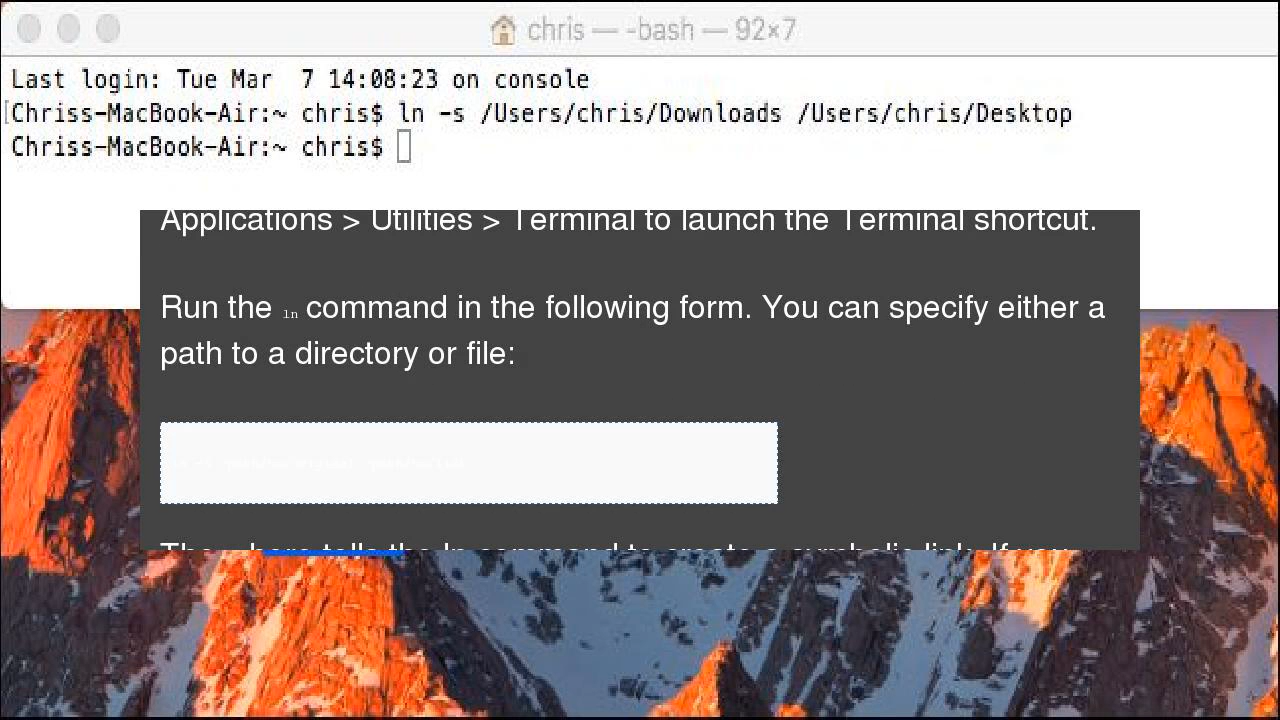 chris — -bash — 92×7
Last login: Tue Mar  7 14:08:23 on console
[Chriss-MacBook-Air:~ chris$ ln -s /Users/chris/Downloads /Users/chris/Desktop
Chriss-MacBook-Air:~ chris$
Applications > Utilities > Terminal to launch the Terminal shortcut.
Run the ln command in the following form. You can specify either a
path to a directory or file: